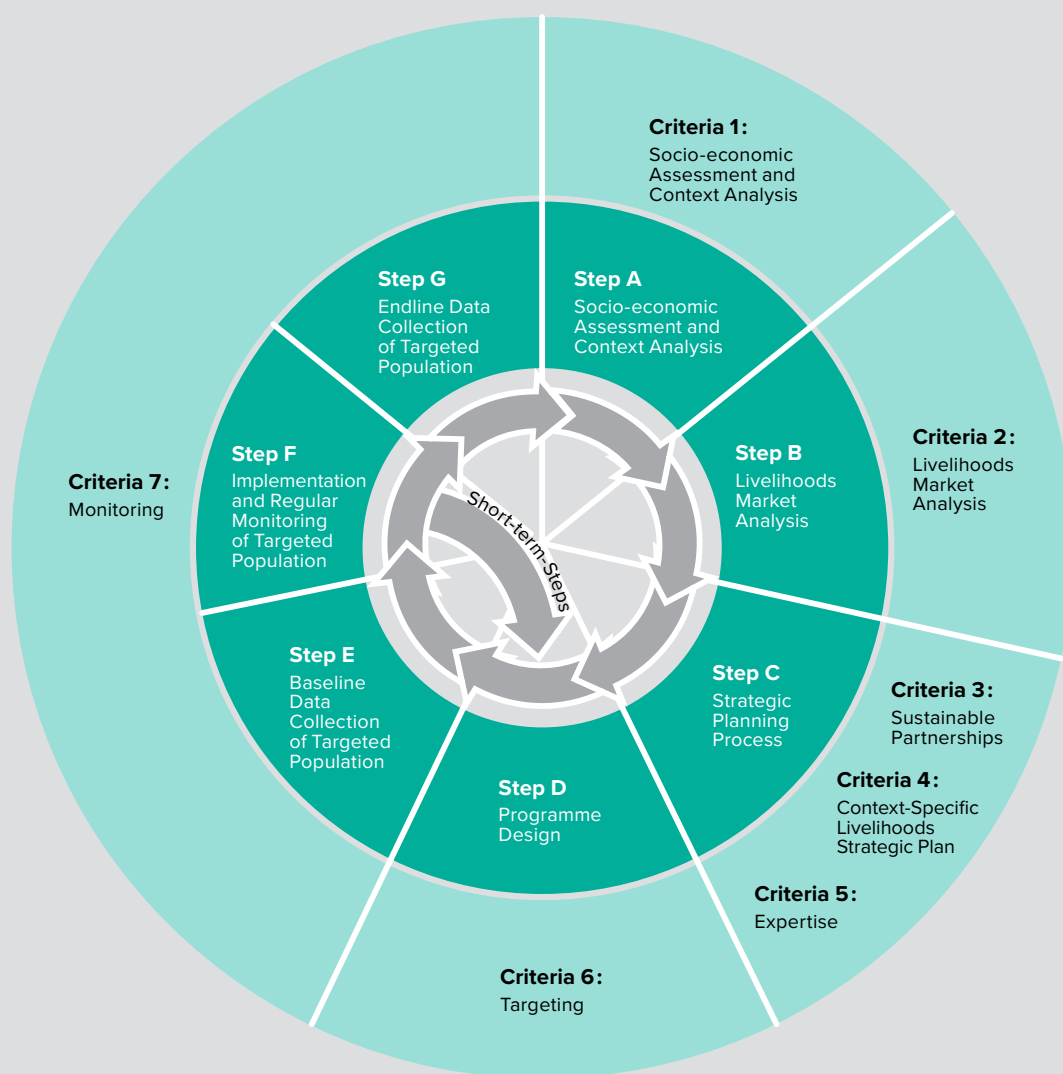 Criteria 1:
Socio-economic
Assessment and
Context Analysis
Criteria 2:
Livelihoods
Market
Analysis
Criteria 3:
Sustainable
Partnerships
Criteria 4:
Context-Specific
Livelihoods
Strategic Plan
Criteria 5:
Expertise
Criteria 6:
Targeting
Criteria 7:
Monitoring
Step A
Socio-economic
Assessment and
Context Analysis
Step B
Livelihoods
Market
Analysis
Step C
Strategic
Planning
Process
Step D
Programme
Design
Step E
Baseline
Data
Collection
of Targeted
Population
Step F
Implementation
and Regular
Monitoring
of Targeted
Population
Step G
Endline Data
Collection
of Targeted
Population
Short-term-Steps